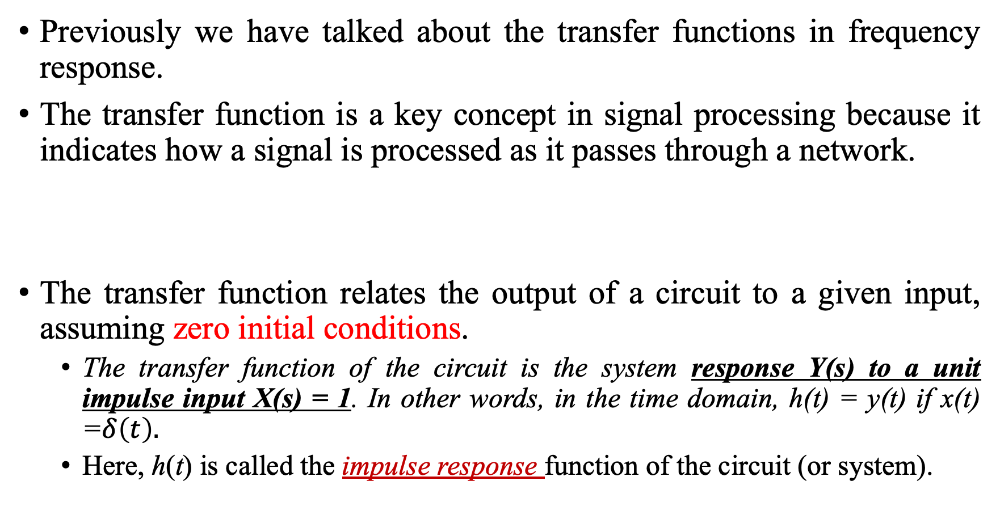 • Previously we have talked about the transfer functions in frequency
response.
• The transfer function is a key concept in signal processing because it
indicates how a signal is processed as it passes through a network.
• The transfer function relates the output of a circuit to a given input,
assuming zero initial conditions.
• The transfer function of the circuit is the system response Y(s) to a unit
impulse input X(s) = 1. In other words, in the time domain, h(t) = y(t) if x(t)
=δ(t).
• Here, h(t) is called the impulse response function of the circuit (or system).